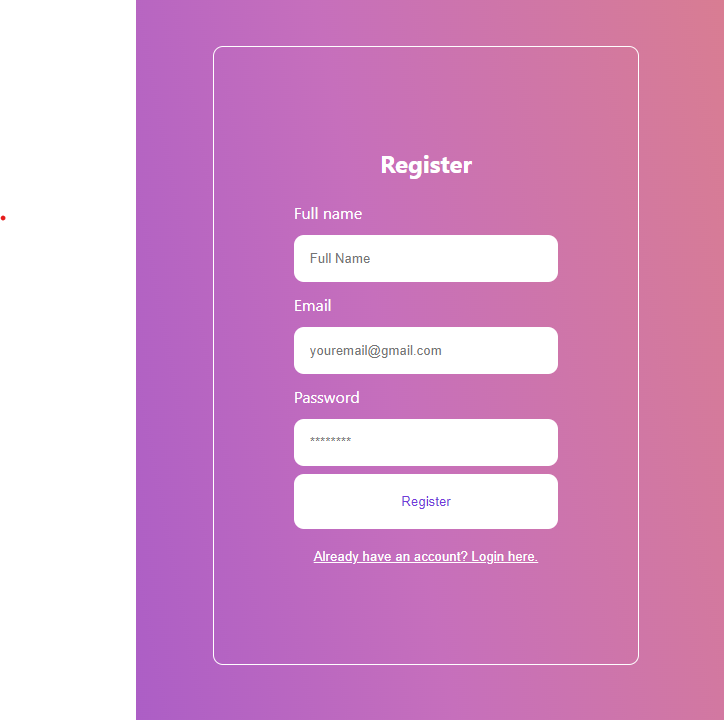 Register
Full name
Full Name
Email
youremail@gmail.com
Password
********
Register
Already have an account? Login here.